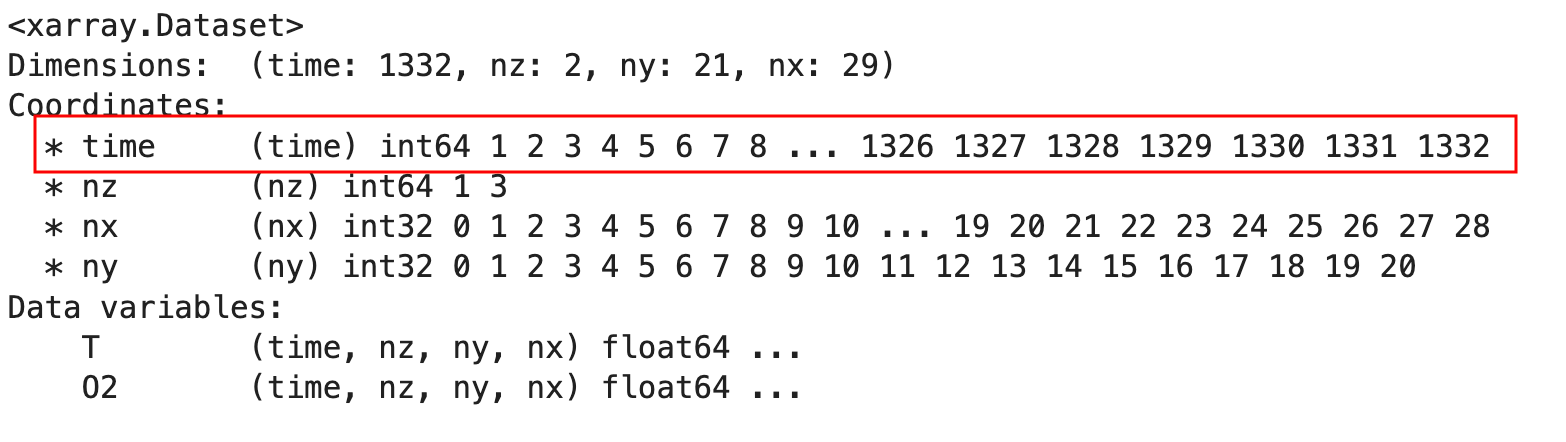 <xarray.Dataset>
Dimensions:  (time: 1332, nz: 2, ny: 21, nx: 29)
Coordinates:
  * time     (time) int64 1 2 3 4 5 6 7 8 ... 1326 1327 1328 1329 1330 1331 1332
  * nz       (nz) int64 1 3
  * nx       (nx) int32 0 1 2 3 4 5 6 7 8 9 10 ... 19 20 21 22 23 24 25 26 27 28
  * ny       (ny) int32 0 1 2 3 4 5 6 7 8 9 10 11 12 13 14 15 16 17 18 19 20
Data variables:
    T        (time, nz, ny, nx) float64 ...
    O2       (time, nz, ny, nx) float64 ...